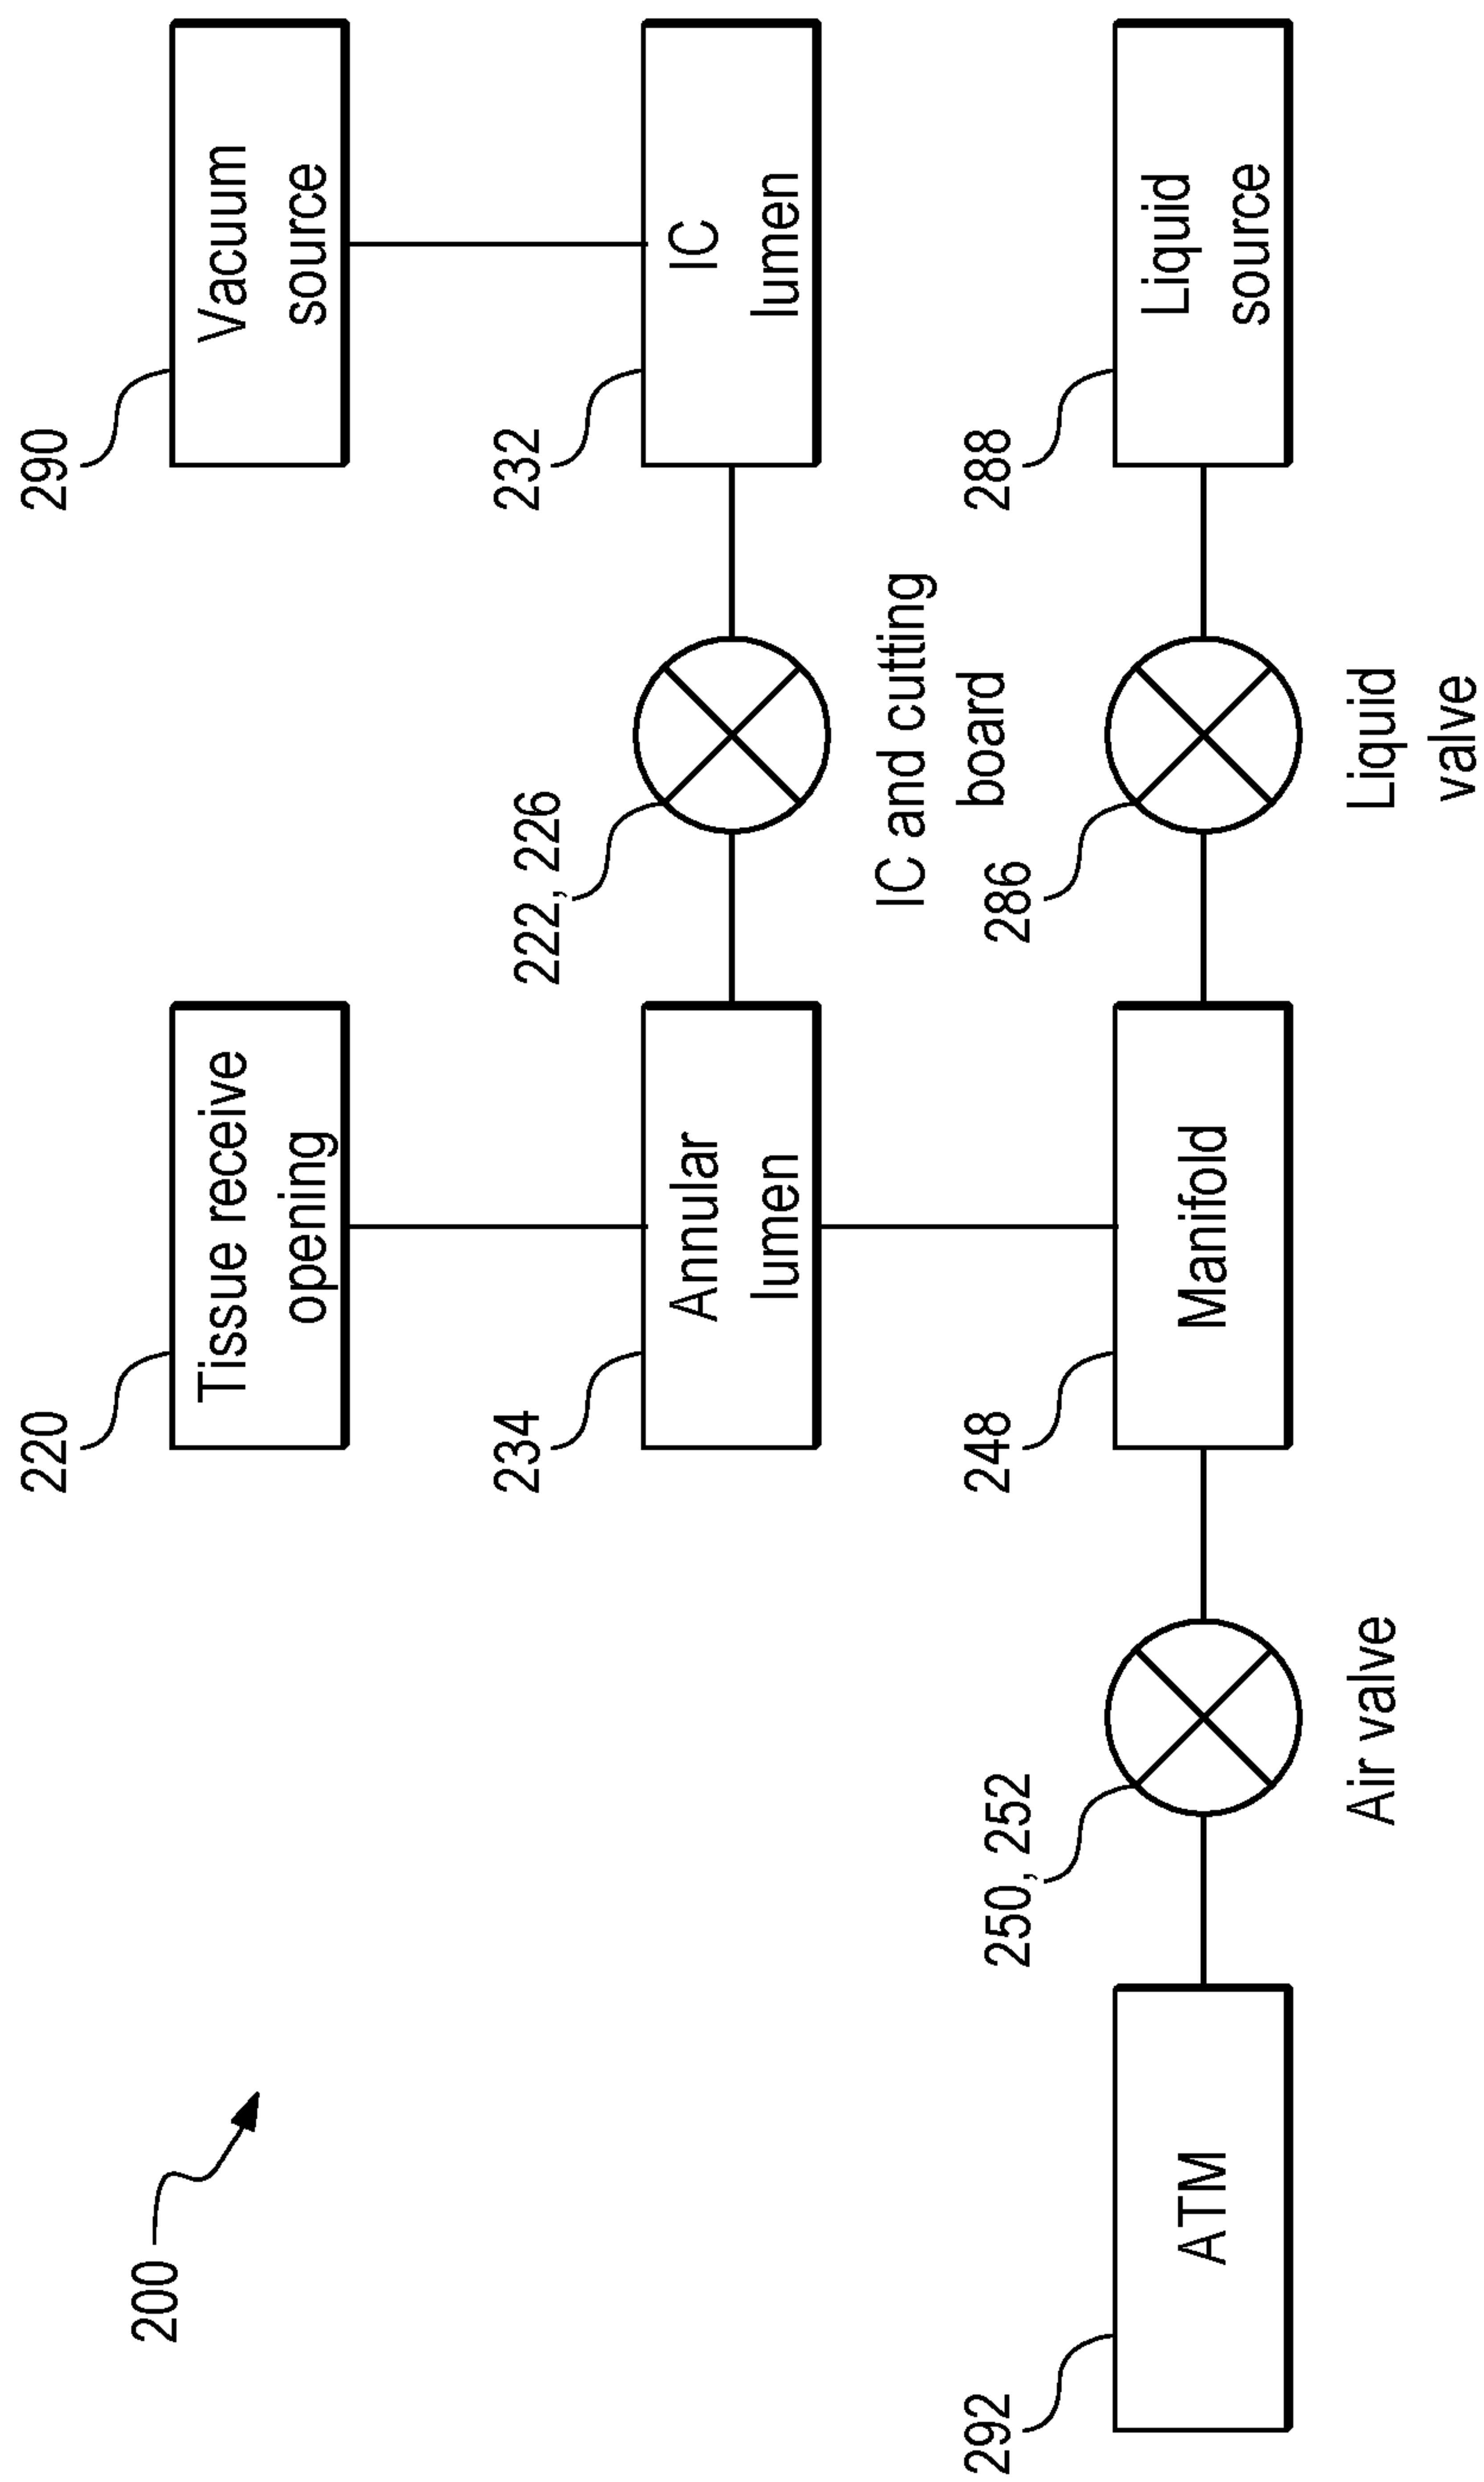 200
220
Tissue receive
opening
290
Vacuum
source
234
Annular
lumen
222, 226
IC and cutting
board
232
IC
lumen
292
ATM
250, 252
Air valve
248
Manifold
286
Liquid
valve
288
Liquid
source